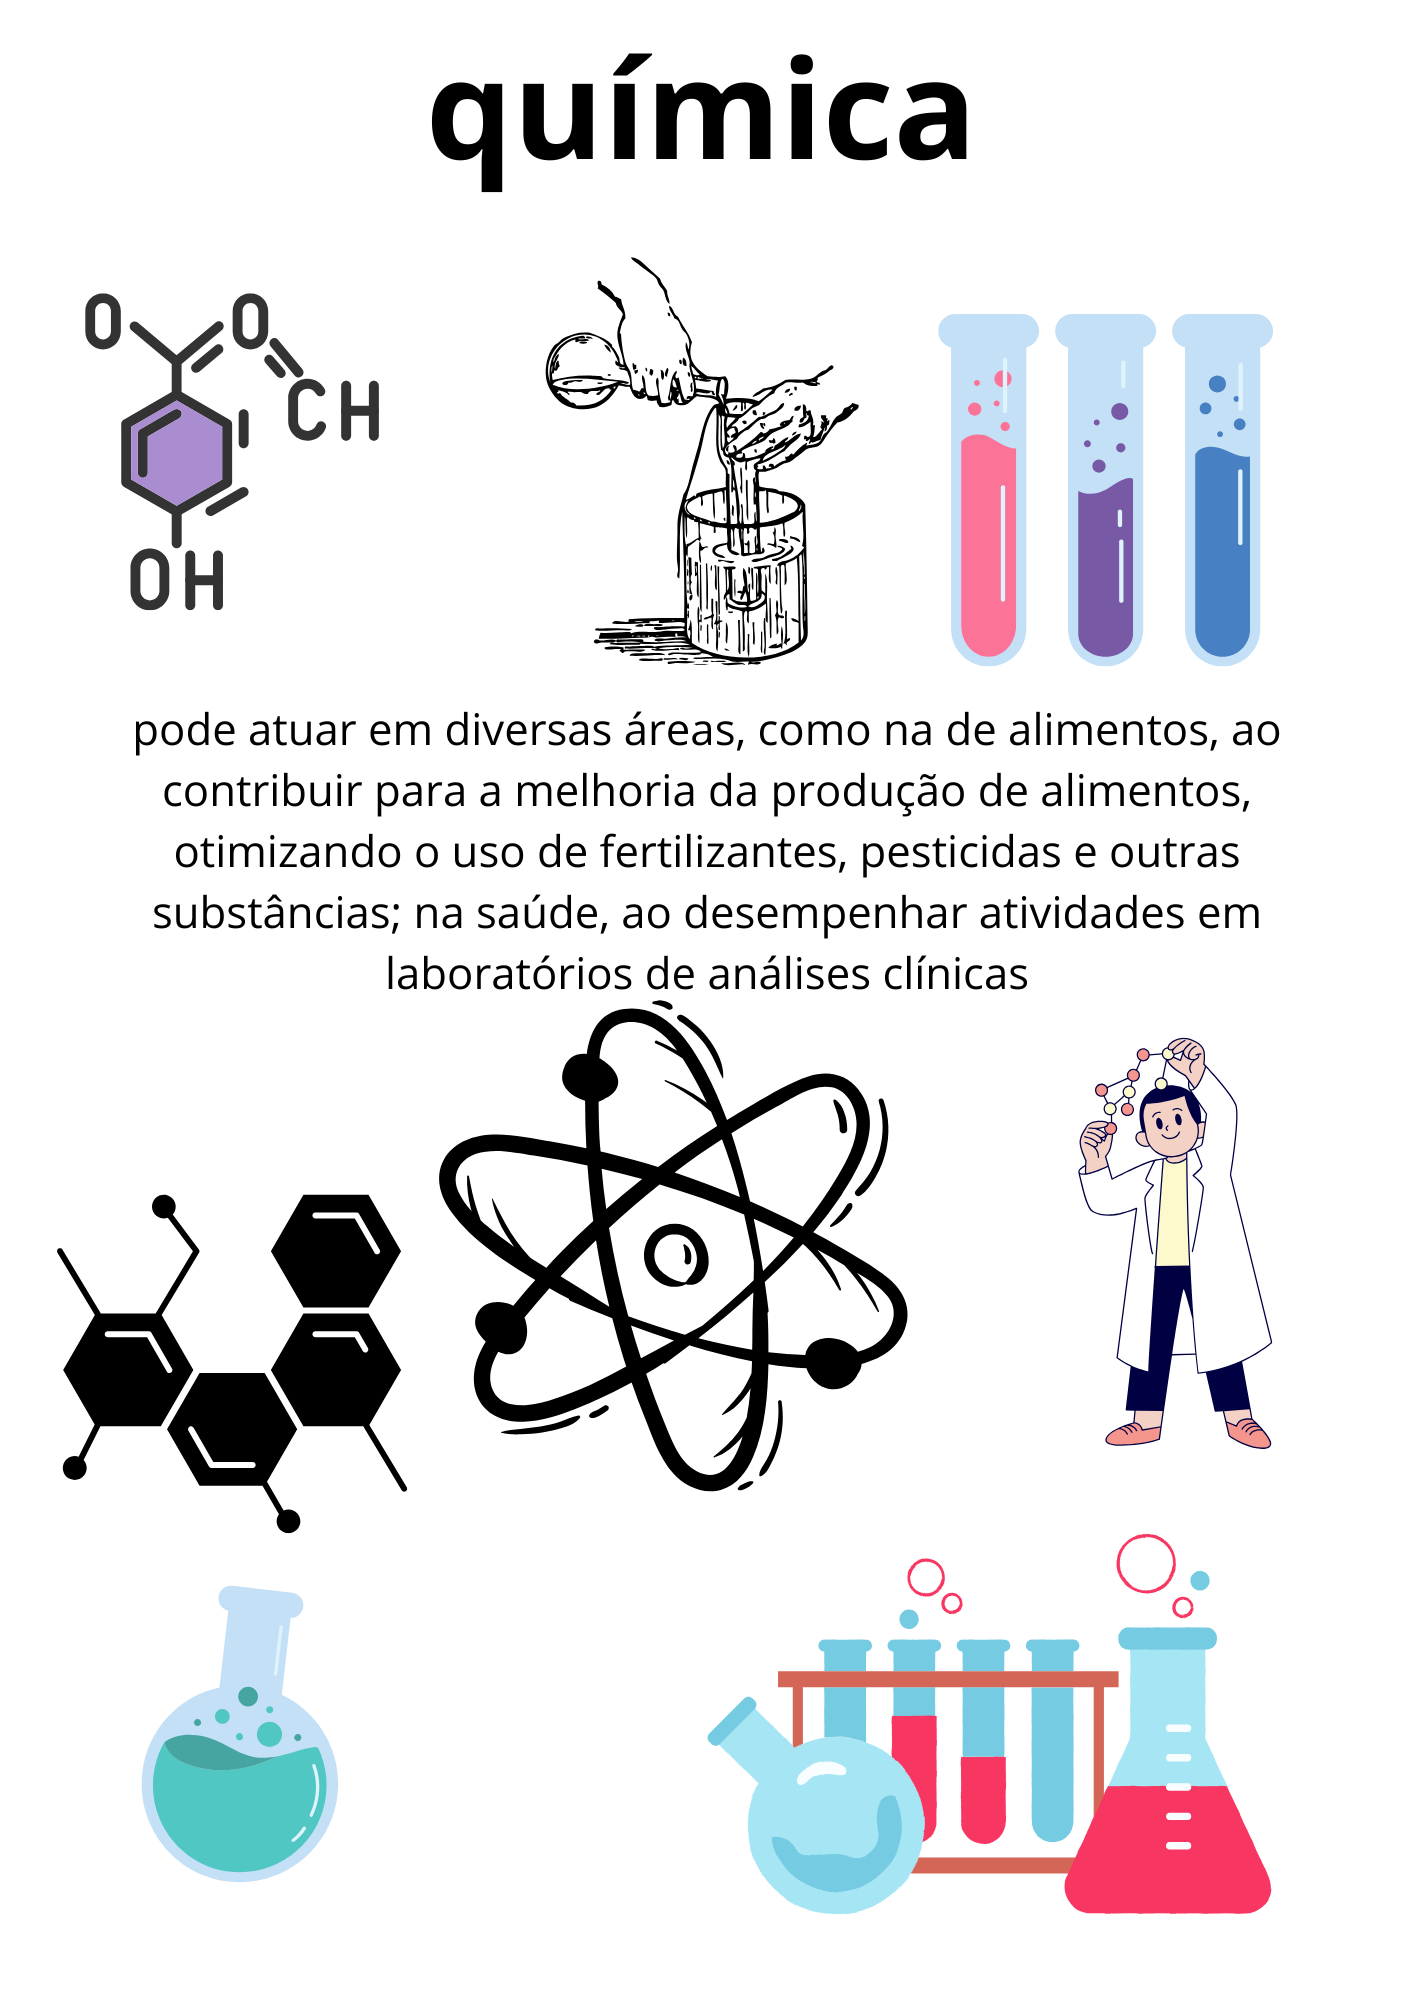 química
O O
CH
OH
pode atuar em diversas áreas, como na de alimentos, ao
contribuir para a melhoria da produção de alimentos,
otimizando o uso de fertilizantes, pesticidas e outras
substâncias; na saúde, ao desempenhar atividades em
laboratórios de análises clínicas